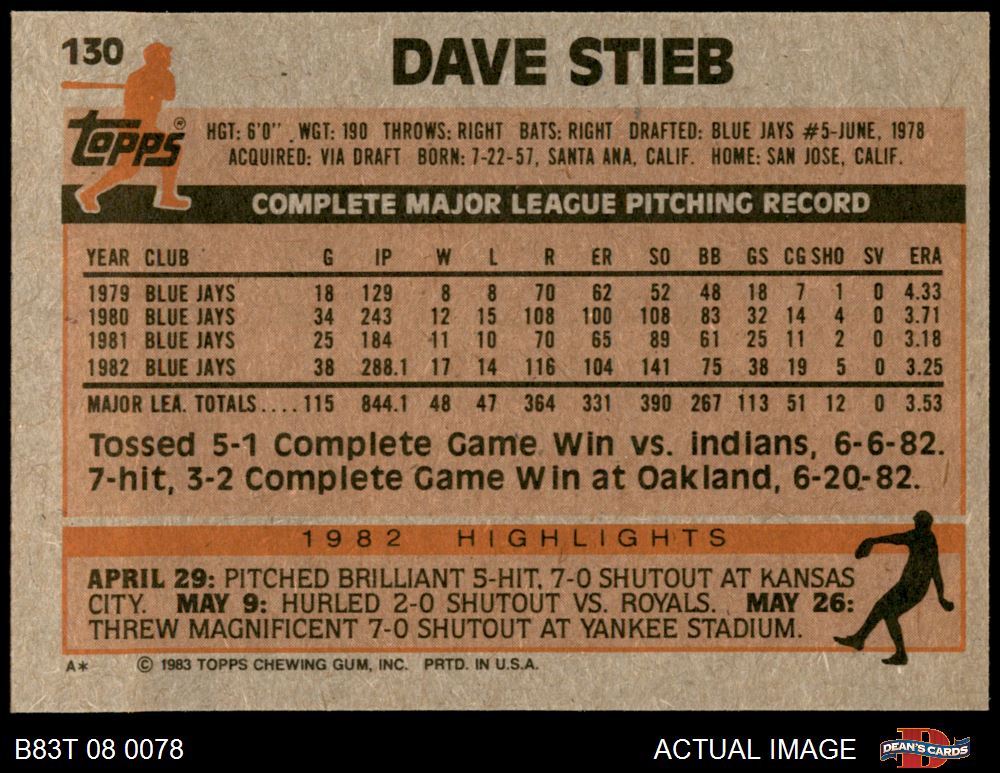 130
DAVE STIEB
Topps®
HGT: 6'0" WGT: 190 THROWS: RIGHT BATS: RIGHT DRAFTED: BLUE JAYS #5-JUNE, 1978
ACQUIRED: VIA DRAFT BORN: 7-22-57, SANTA ANA, CALIF. HOME: SAN JOSE, CALIF.
COMPLETE MAJOR LEAGUE PITCHING RECORD
YEAR CLUB G IP W L R ER SO BB GS CG SHO SV ERA
1979 BLUE JAYS 18 129 8 8 70 62 52 48 18 7 1 0 4.33
1980 BLUE JAYS 34 243 12 15 108 100 108 83 32 14 4 0 3.71
1981 BLUE JAYS 25 184 11 10 70 65 89 61 25 11 2 0 3.18
1982 BLUE JAYS 38 288.1 17 14 116 104 141 75 38 19 5 0 3.25
MAJOR LEA. TOTALS....115 844.1 48 47 364 331 390 267 113 51 12 0 3.53
Tossed 5-1 Complete Game Win vs. indians, 6-6-82.
7-hit, 3-2 Complete Game Win at Oakland, 6-20-82.
1982 HIGHLIGHTS
APRIL 29: PITCHED BRILLIANT 5-HIT, 7-0 SHUTOUT AT KANSAS
CITY. MAY 9: HURLED 2-0 SHUTOUT VS. ROYALS. MAY 26:
THREW MAGNIFICENT 7-0 SHUTOUT AT YANKEE STADIUM.
A* © 1983 TOPPS CHEWING GUM, INC. PRTD. IN U.S.A.
B83T 08 0078 ACTUAL IMAGE DEAN'S CARDS